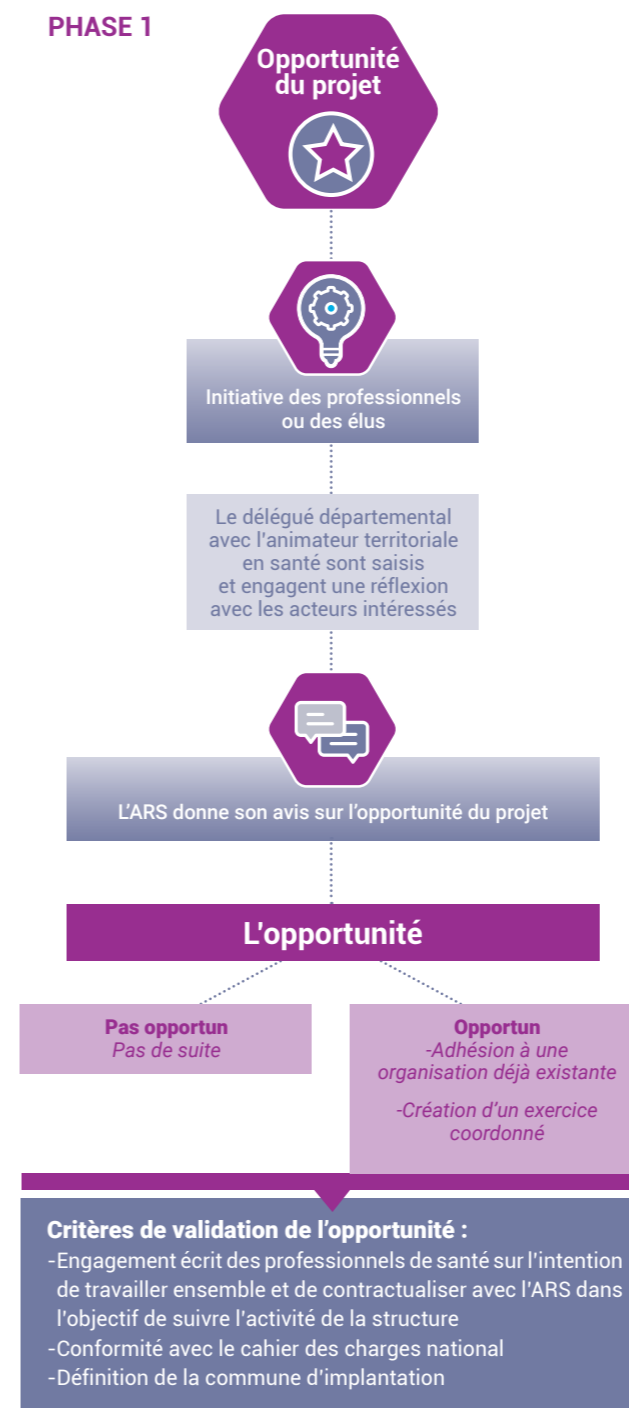 PHASE 1
Opportunité
du projet
Initiative des professionnels
ou des élus
Le délégué départemental
avec l'animateur territoriale
en santé sont saisis
et engagent une réflexion
avec les acteurs intéressés
L'ARS donne son avis sur l'opportunité du projet
L'opportunité
Pas opportun
Pas de suite
Opportun
-Adhésion à une
organisation déjà existante
-Création d'un exercice
coordonné
Critères de validation de l'opportunité :
-Engagement écrit des professionnels de santé sur l'intention
de travailler ensemble et de contractualiser avec l'ARS dans
l'objectif de suivre l'activité de la structure
-Conformité avec le cahier des charges national
-Définition de la commune d'implantation